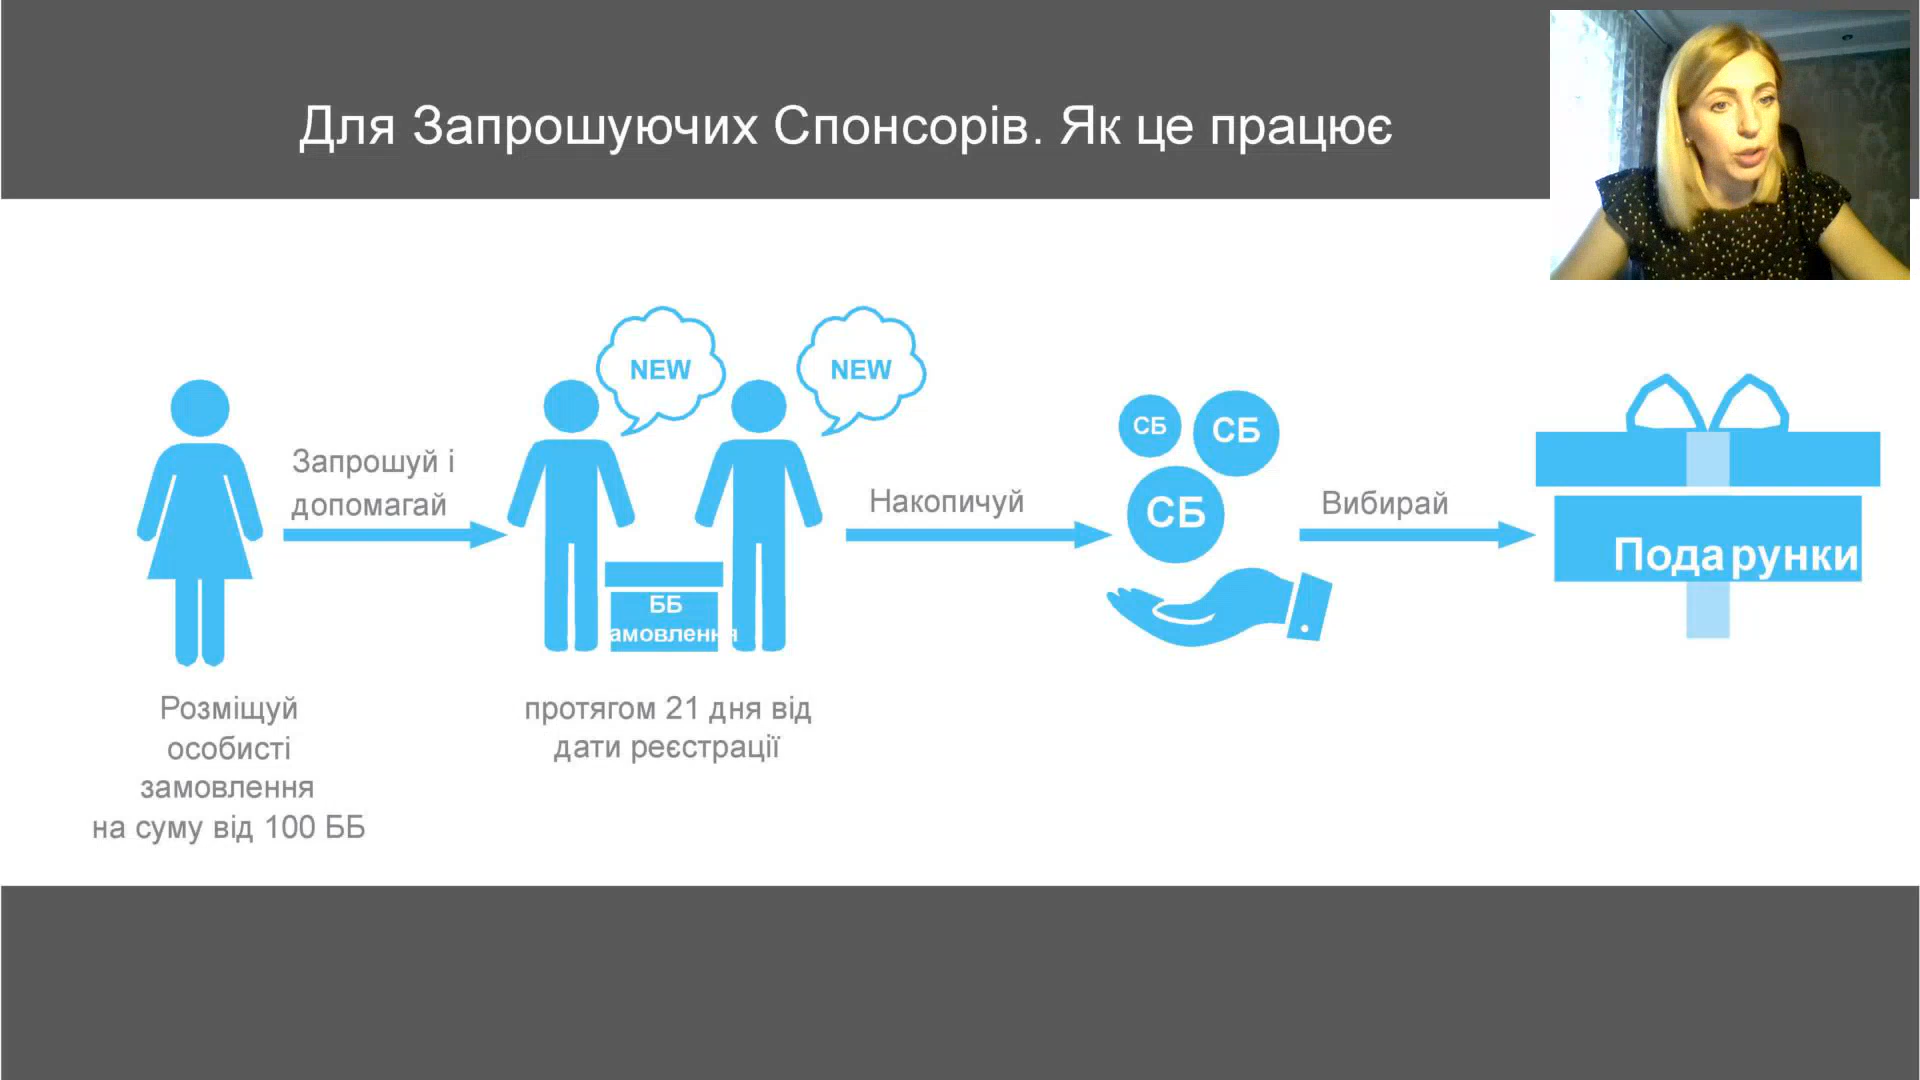 Для Запрошуючих Спонсорів. Як це працює
NEW
NEW
Запрошуй і
допомагай
Накопичуй
СБ
СБ
СБ
Вибирай
Подарунки
ББ
амовлення
Розміщуй
особисті
замовлення
на суму від 100 ББ
протягом 21 дня від
дати реєстрації